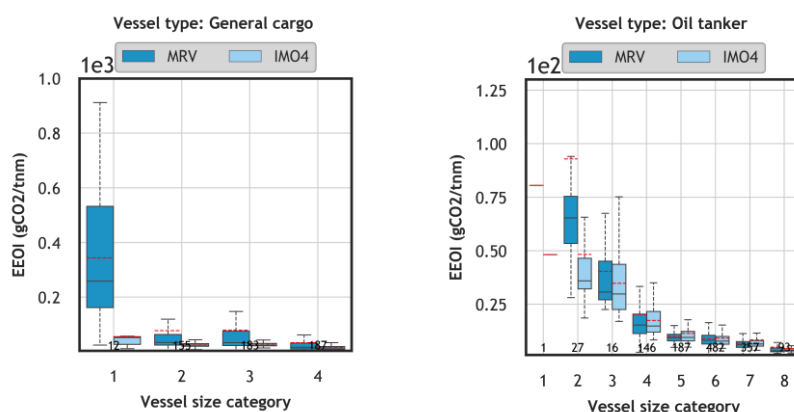 Vessel type: General cargo
MRV IMO4
1e3
1.0
0.8
0.6
0.4
0.2
EEOI (gCO2/tnm)
12 155 183 187
1 2 3 4
Vessel size category
Vessel type: Oil tanker
MRV IMO4
1e2
1.25
1.00
0.75
0.50
0.25
EEOI (gCO2/tnm)
1 27 16 146 187 482 357 93
1 2 3 4 5 6 7 8
Vessel size category